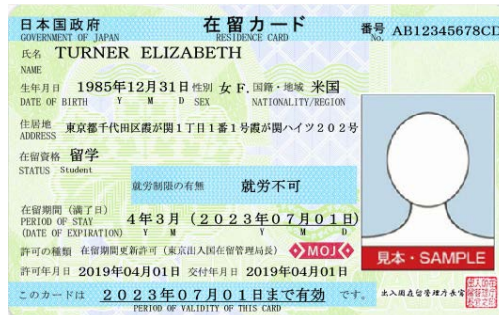 日本国政府 在留カード 番号 AB12345678CD
GOVERNMENT OF JAPAN RESIDENCE CARD No.
氏名 TURNER ELIZABETH
NAME
生年月日 1985年12月31日 性別 女 F. 国籍・地域 米国
DATE OF BIRTH Y M D SEX NATIONALITY/REGION
住居地 東京都千代田区霞が関1丁目1番1号霞が関ハイツ202号
ADDRESS
在留資格 留学
STATUS Student
就労制限の有無 就労不可
在留期間(満了日)
PERIOD OF STAY 4年3月(2023年07月01日)
(DATE OF EXPIRATION) Y M Y M D
許可の種類 在留期間更新許可(東京出入国在留管理局長) MOJ
見本・SAMPLE
許可年月日 2019年04月01日 交付年月日 2019年04月01日
このカードは 2023年07月01日まで有効 です。 出入国在留管理庁長官
PERIOD OF VALIDITY OF THIS CARD